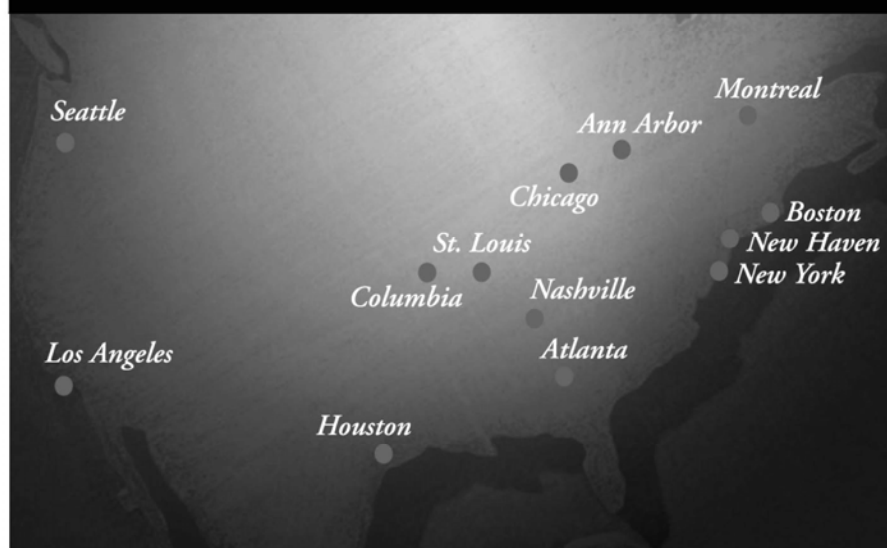 Montreal
Seattle
Ann Arbor
Chicago
Boston
New Haven
St. Louis
New York
Columbia
Nashville
Los Angeles
Atlanta
Houston